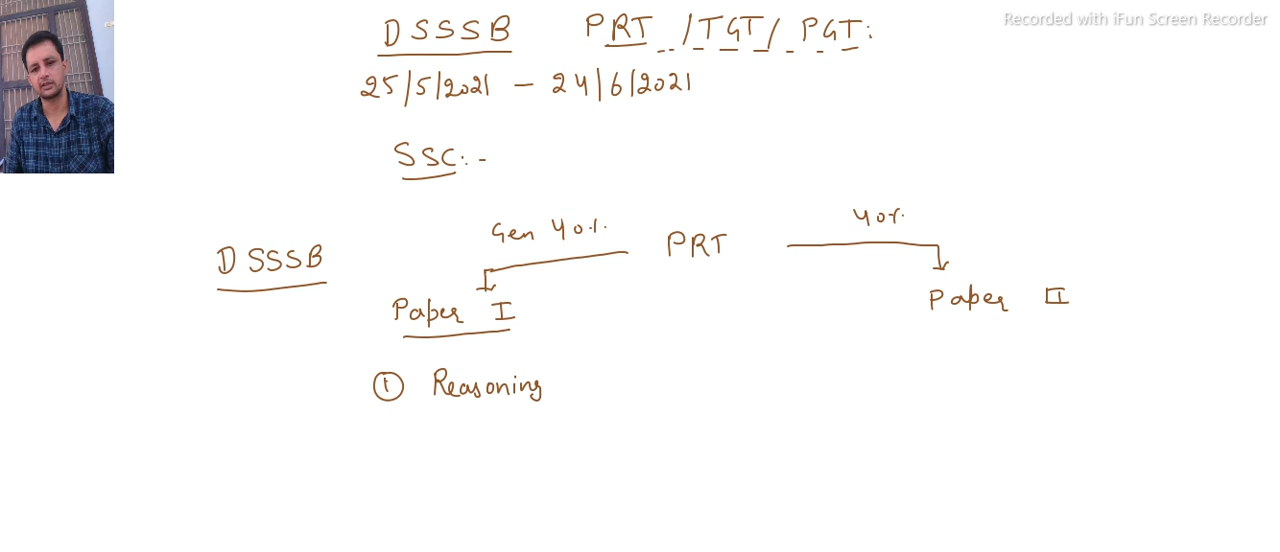 Recorded with iFun Screen Recorder
DSSSB PRT / TGT / PGT:
25/5/2021 - 24/6/2021
SSC: -
Gen 40%. PRT 40%.
DSSSB
Paper I Paper II
① Reasoning